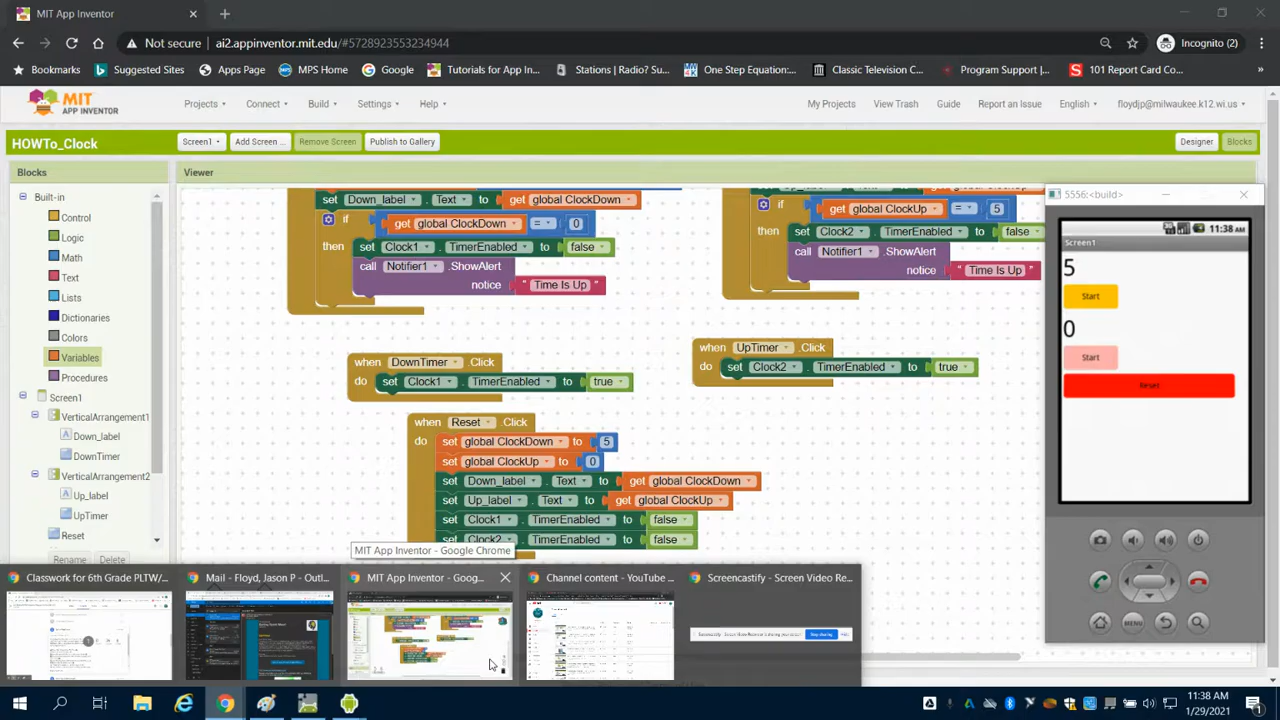 MIT App Inventor
Not secure
ai2.appinventor.mit.edu/#5728923553234944
Incognito (2)
Bookmarks
Suggested Sites
Apps Page
MPS Home
Google
Tutorials for App In...
Stations | Radio? Su...
One Step Equation:...
Classic Television C...
Program Support |...
101 Report Card Co...
»
MIT
APP INVENTOR
Projects
Connect
Build
Settings
Help
My Projects
View Trash
Guide
Report an Issue
English
floydjp@milwaukee.k12.wi.us
HOWTo_Clock
Screen1
Add Screen ...
Remove Screen
Publish to Gallery
Designer
Blocks
Blocks
Viewer
Built-in
Control
Logic
Math
Text
Lists
Dictionaries
Colors
Variables
Procedures
Screen1
VerticalArrangement1
Down_label
DownTimer
VerticalArrangement2
Up_label
UpTimer
Reset
Rename
Delete
set Down_label . Text to get global ClockDown
if get global ClockDown = 0
then set Clock1 . TimerEnabled to false
call Notifier1 .ShowAlert
notice " Time Is Up "
if get global ClockUp = 5
then set Clock2 . TimerEnabled to false
call Notifier1 .ShowAlert
notice " Time Is Up "
when DownTimer .Click
do set Clock1 . TimerEnabled to true
when UpTimer .Click
do set Clock2 . TimerEnabled to true
when Reset .Click
do set global ClockDown to 5
set global ClockUp to 0
set Down_label . Text to get global ClockDown
set Up_label . Text to get global ClockUp
set Clock1 . TimerEnabled to false
set Clock2 . TimerEnabled to false
5556:<build>
11:38 AM
Screen1
5
Start
0
Start
Reset
MENU
MIT App Inventor - Google Chrome
Classwork for 6th Grade PLTW/...
Mail - Floyd, Jason P - Outl...
MIT App Inventor - Goog...
Channel content - YouTube ...
Screencastify - Screen Video Re...
Stop sharing
11:38 AM
1/29/2021